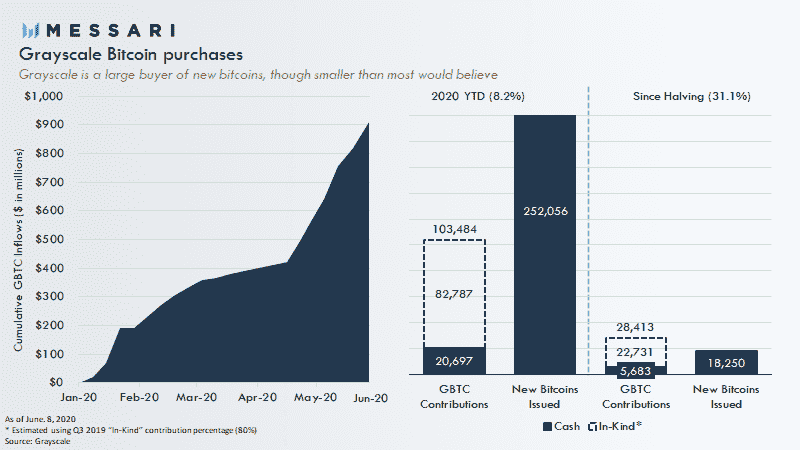 MESSARI
Grayscale Bitcoin purchases
Grayscale is a large buyer of new bitcoins, though smaller than most would believe
Cumulative GBTC Inflows ($ in millions)
$1,000
$900
$800
$700
$600
$500
$400
$300
$200
$100
$0
Jan-20 Feb-20 Mar-20 Apr-20 May-20 Jun-20
2020 YTD (8.2%) Since Halving (31.1%)
103,484
82,787
20,697
252,056
28,413
22,731
5,683
18,250
GBTC New Bitcoins GBTC New Bitcoins
Contributions Issued Contributions Issued
Cash In-Kind*
As of June. 8, 2020
* Estimated using Q3 2019 "In-Kind" contribution percentage (80%)
Source: Grayscale